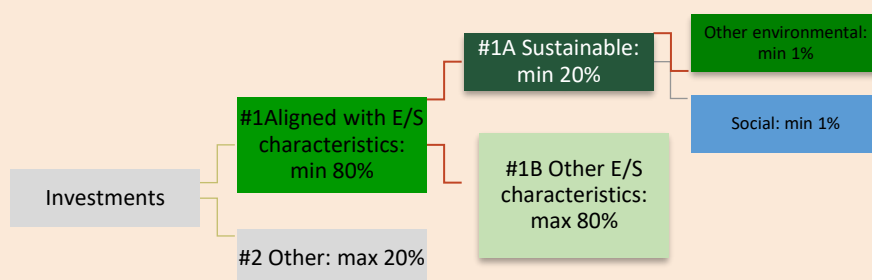 Investments
#1Aligned with E/S
characteristics:
min 80%
#2 Other: max 20%
#1A Sustainable:
min 20%
#1B Other E/S
characteristics:
max 80%
Other environmental:
min 1%
Social: min 1%